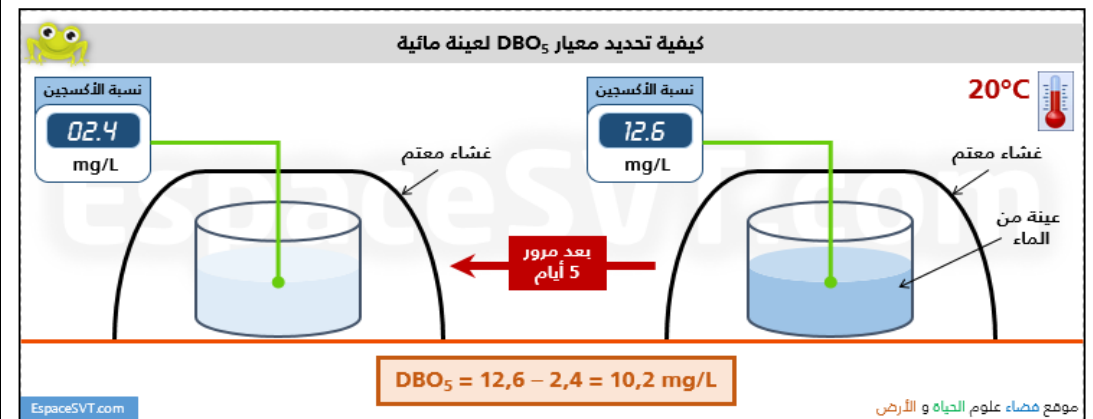 كيفية تحديد معيار DBO₅ لعينة مائية
20°C
نسبة الأكسجين
12.6
mg/L
غشاء معتم
عينة من
الماء
بعد مرور
5 أيام
نسبة الأكسجين
02.4
mg/L
غشاء معتم
DBO₅ = 12,6 – 2,4 = 10,2 mg/L
موقع فضاء علوم الحياة و الأرض
EspaceSVT.com
EspaceSVT.com